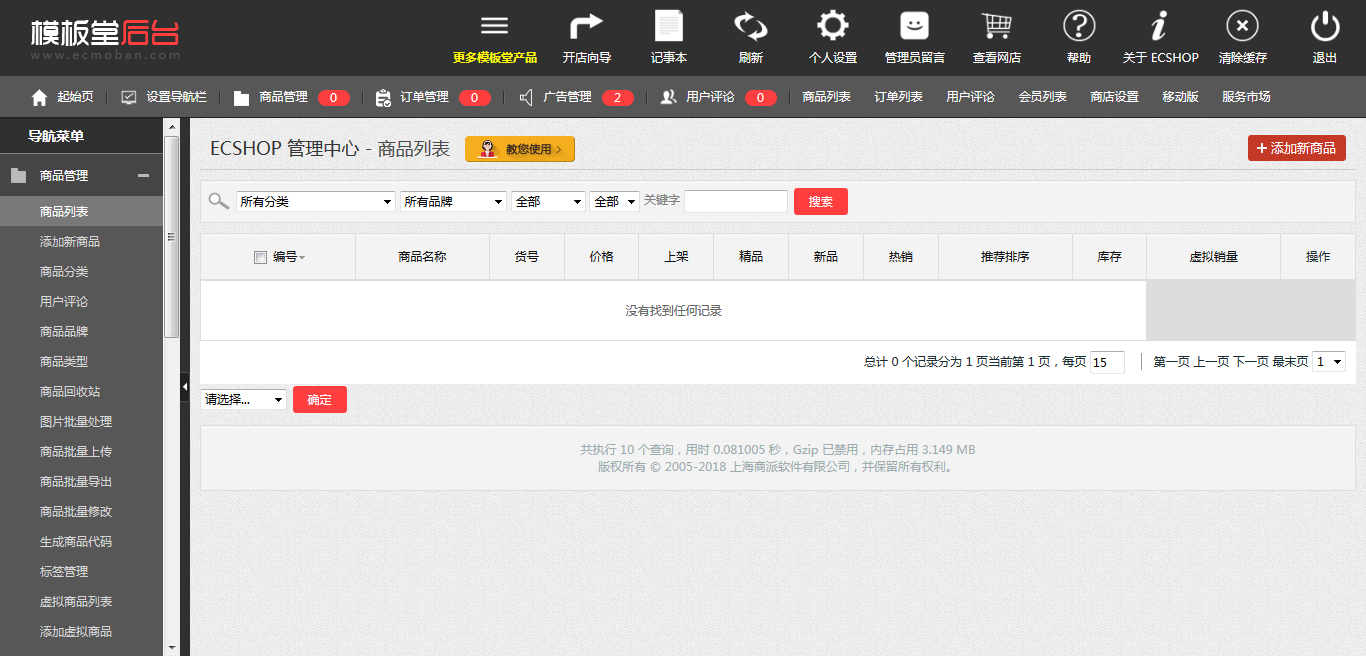 模板堂后台
www.ecmoban.com
更多模板堂产品 开店向导 记事本 刷新 个人设置 管理员留言 查看网店 帮助 关于 ECSHOP 清除缓存 退出
起始页 设置导航栏 商品管理 0 订单管理 0 广告管理 2 用户评论 0 商品列表 订单列表 用户评论 会员列表 商店设置 移动版 服务市场
导航菜单
商品管理
商品列表
添加新商品
商品分类
用户评论
商品品牌
商品类型
商品回收站
图片批量处理
商品批量上传
商品批量导出
商品批量修改
生成商品代码
标签管理
虚拟商品列表
添加虚拟商品
ECSHOP 管理中心 - 商品列表 教您使用 > +添加新商品
所有分类 所有品牌 全部 全部 关键字 搜索
编号 商品名称 货号 价格 上架 精品 新品 热销 推荐排序 库存 虚拟销量 操作
没有找到任何记录
总计 0 个记录分为 1 页当前第 1 页，每页 15 第一页 上一页 下一页 最末页 1
请选择... 确定
共执行 10 个查询，用时 0.081005 秒，Gzip 已禁用，内存占用 3.149 MB
版权所有 © 2005-2018 上海商派软件有限公司，并保留所有权利。